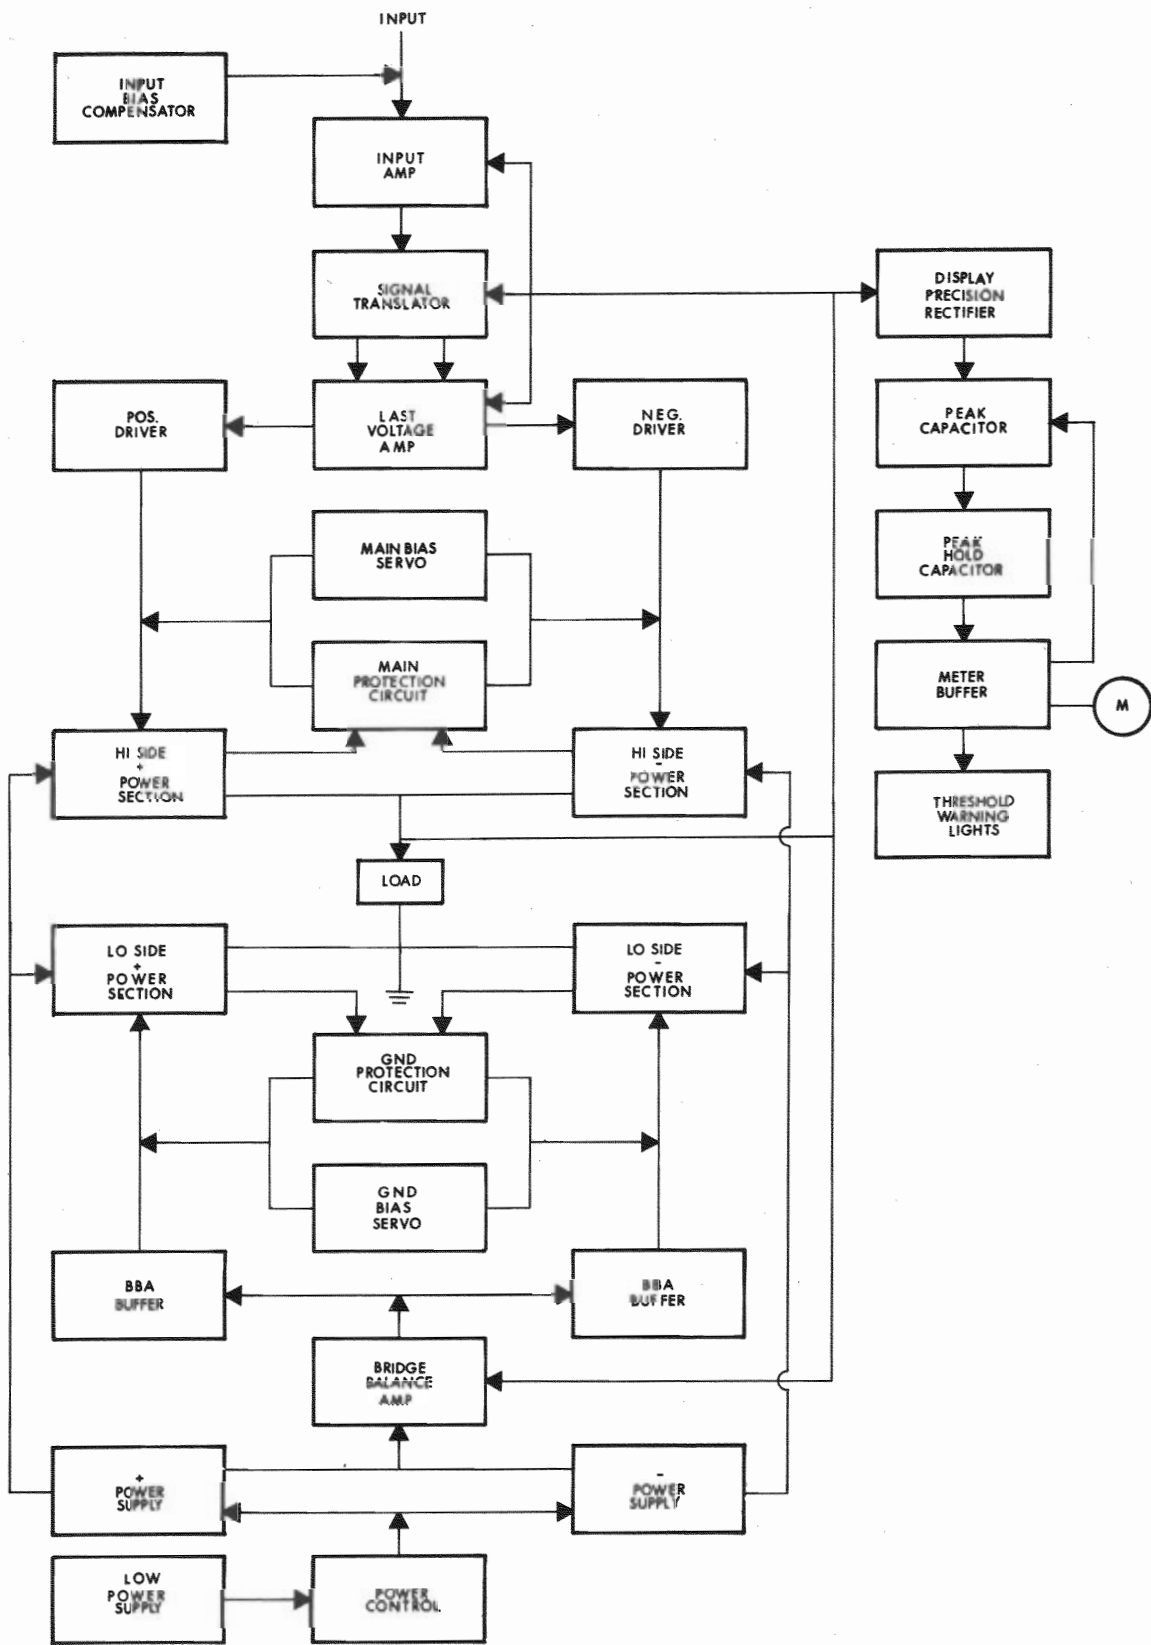 INPUT
INPUT
BIAS
COMPENSATOR
INPUT
AMP
SIGNAL
TRANSLATOR
DISPLAY
PRECISION
RECTIFIER
POS.
DRIVER
LAST
VOLTAGE
AMP
NEG.
DRIVER
PEAK
CAPACITOR
MAIN BIAS
SERVO
PEAK
HOLD
CAPACITOR
MAIN
PROTECTION
CIRCUIT
METER
BUFFER
M
HI SIDE
+
POWER
SECTION
HI SIDE
-
POWER
SECTION
THRESHOLD
WARNING
LIGHTS
LOAD
LO SIDE
+
POWER
SECTION
LO SIDE
-
POWER
SECTION
GND
PROTECTION
CIRCUIT
GND
BIAS
SERVO
BBA
BUFFER
BBA
BUFFER
BRIDGE
BALANCE
AMP
+
POWER
SUPPLY
-
POWER
SUPPLY
LOW
POWER
SUPPLY
POWER
CONTROL